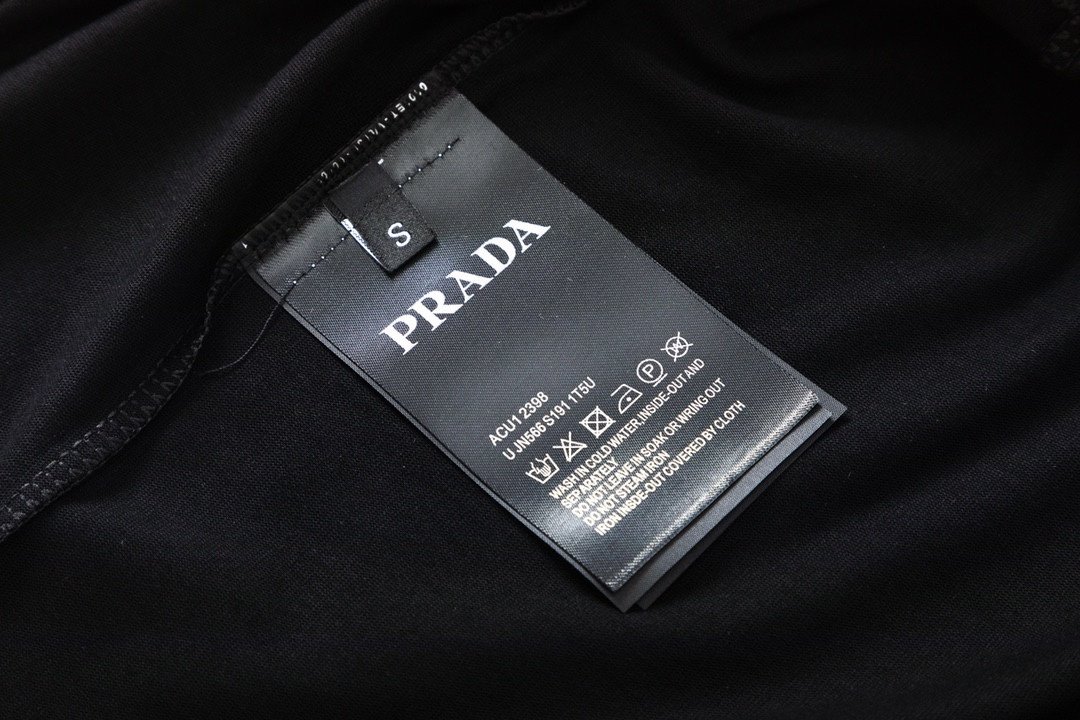 S
PRADA
ACU1 2398
UJN566 S191 1T5U
WASH IN COLD WATER,INSIDE-OUT AND
SEPARATELY
DO NOT LEAVE IN SOAK OR WRING OUT
DO NOT STEAM IRON
IRON INSIDE-OUT COVERED BY CLOTH